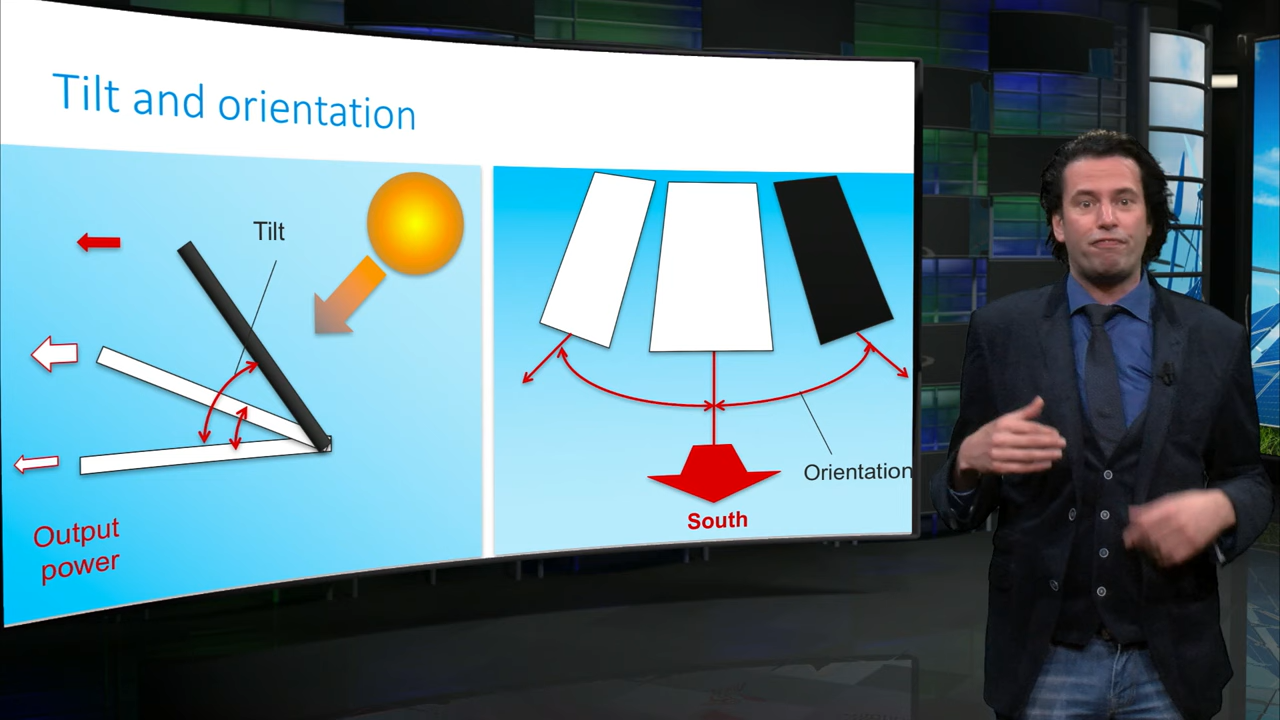 Tilt and orientation
Tilt
Output
power
Orientation
South